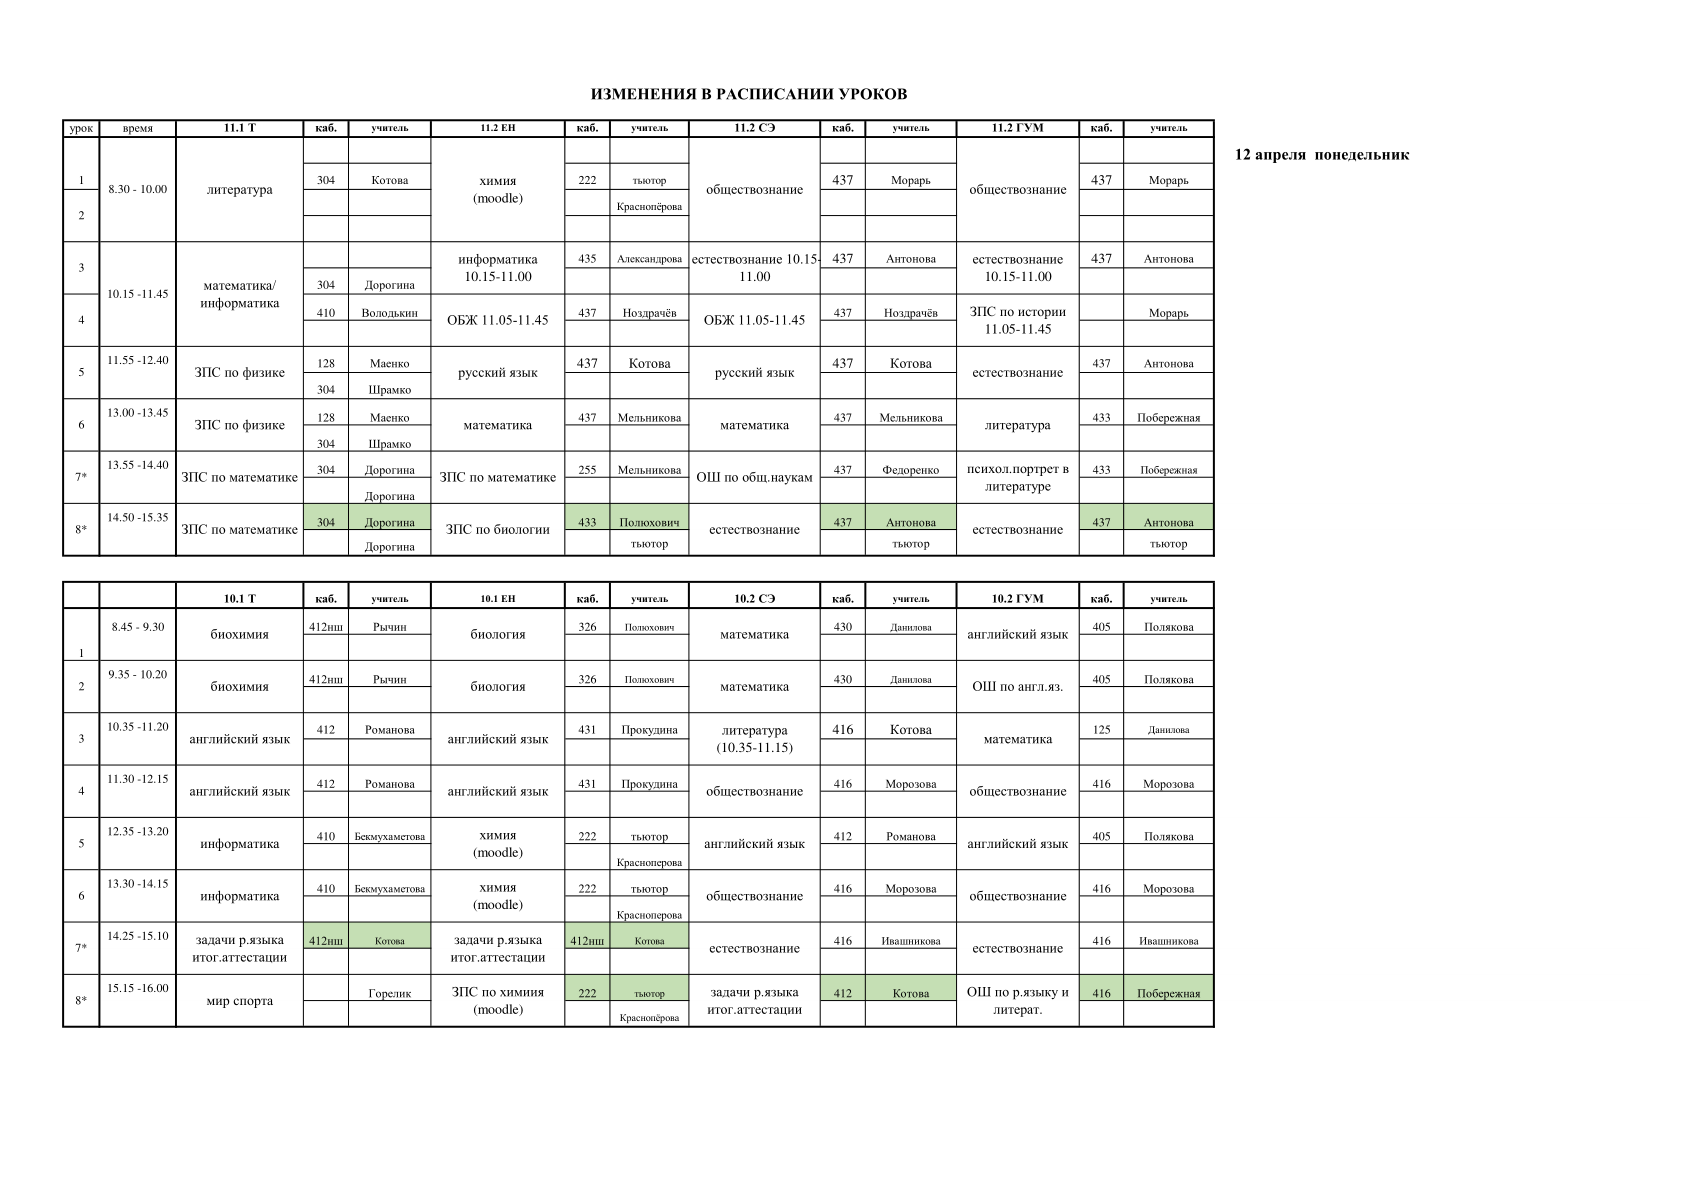 ИЗМЕНЕНИЯ В РАСПИСАНИИ УРОКОВ
12 апреля понедельник
урок время 11.1 Т каб. учитель 11.2 ЕН каб. учитель 11.2 СЭ каб. учитель 11.2 ГУМ каб. учитель
1 304 Котова химия 222 тьютор 437 Морарь 437 Морарь
8.30 - 10.00 литература (moodle) обществознание обществознание
2 Краснопёрова
3 информатика 435 Александрова естествознание 10.15- 437 Антонова естествознание 437 Антонова
10.15-11.00 11.00 10.15-11.00
математика/ 304 Дорогина
10.15 -11.45 информатика
4 410 Володькин ОБЖ 11.05-11.45 437 Ноздрачёв ОБЖ 11.05-11.45 437 Ноздрачёв ЗПС по истории Морарь
11.05-11.45
11.55 -12.40 128 Маенко 437 Котова 437 Котова 437 Антонова
5 ЗПС по физике русский язык русский язык естествознание
304 Шрамко
13.00 -13.45 128 Маенко 437 Мельникова 437 Мельникова 433 Побережная
6 ЗПС по физике математика математика литература
304 Шрамко
13.55 -14.40 304 Дорогина 255 Мельникова 437 Федоренко психол.портрет в 433 Побережная
7* ЗПС по математике ЗПС по математике ОШ по общ.наукам литературе
Дорогина
14.50 -15.35 304 Дорогина 433 Полюхович 437 Антонова 437 Антонова
8* ЗПС по математике ЗПС по биологии естествознание естествознание
Дорогина тьютор тьютор тьютор
10.1 Т каб. учитель 10.1 ЕН каб. учитель 10.2 СЭ каб. учитель 10.2 ГУМ каб. учитель
8.45 - 9.30 биохимия 412нш Рычин биология 326 Полюхович математика 430 Данилова английский язык 405 Полякова
1
9.35 - 10.20 412нш Рычин 326 Полюхович 430 Данилова 405 Полякова
2 биохимия биология математика ОШ по англ.яз.
10.35 -11.20 412 Романова 431 Прокудина литература 416 Котова 125 Данилова
3 английский язык английский язык (10.35-11.15) математика
11.30 -12.15 412 Романова 431 Прокудина 416 Морозова 416 Морозова
4 английский язык английский язык обществознание обществознание
12.35 -13.20 410 Бекмухаметова химия 222 тьютор 412 Романова 405 Полякова
5 информатика (moodle) английский язык английский язык
Красноперова
13.30 -14.15 410 Бекмухаметова химия 222 тьютор 416 Морозова 416 Морозова
6 информатика (moodle) обществознание обществознание
Красноперова
14.25 -15.10 задачи р.языка 412нш Котова задачи р.языка 412нш Котова 416 Ивашникова 416 Ивашникова
7* итог.аттестации итог.аттестации естествознание естествознание
15.15 -16.00 Горелик ЗПС по химиия 222 тьютор задачи р.языка 412 Котова ОШ по р.языку и 416 Побережная
8* мир спорта (moodle) итог.аттестации литерат.
Краснопёрова